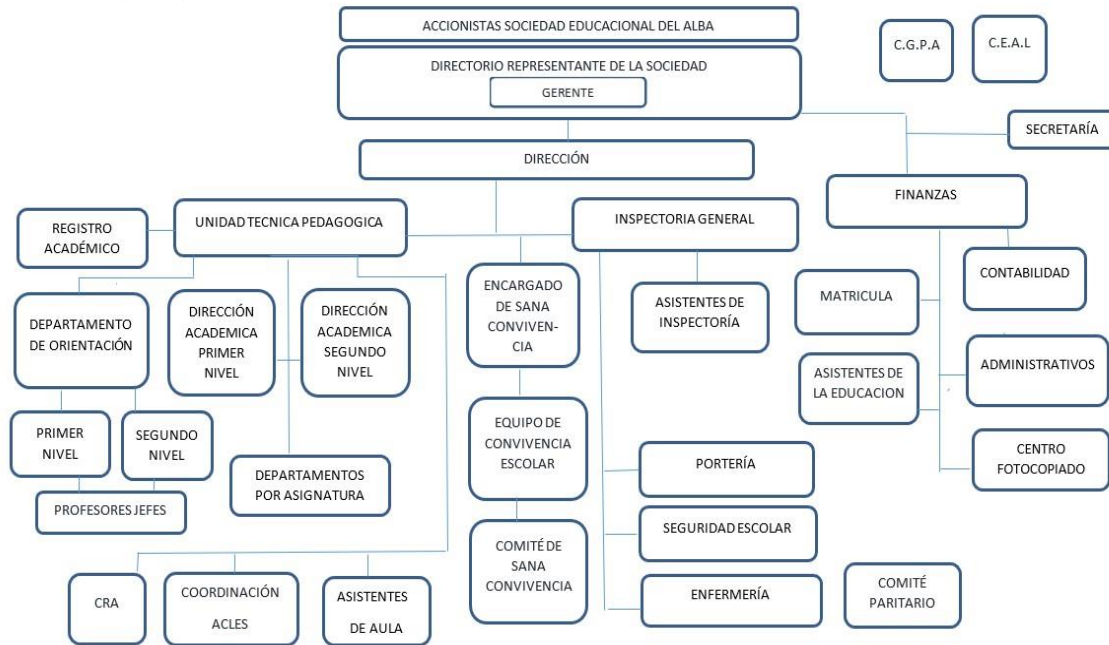 ACCIONISTAS SOCIEDAD EDUCACIONAL DEL ALBA
C.G.P.A
C.E.A.L
DIRECTORIO REPRESENTANTE DE LA SOCIEDAD
GERENTE
SECRETARÍA
DIRECCIÓN
FINANZAS
REGISTRO
ACADÉMICO
UNIDAD TECNICA PEDAGOGICA
INSPECTORIA GENERAL
CONTABILIDAD
MATRICULA
ENCARGADO
DE SANA
CONVIVEN-
CIA
ASISTENTES DE
INSPECTORÍA
DEPARTAMENTO
DE ORIENTACIÓN
DIRECCIÓN
ACADEMICA
PRIMER
NIVEL
DIRECCIÓN
ACADEMICA
SEGUNDO
NIVEL
ASISTENTES DE
LA EDUCACION
ADMINISTRATIVOS
PRIMER
NIVEL
SEGUNDO
NIVEL
EQUIPO DE
CONVIVENCIA
ESCOLAR
PORTERÍA
CENTRO
FOTOCOPIADO
DEPARTAMENTOS
POR ASIGNATURA
PROFESORES JEFES
SEGURIDAD ESCOLAR
COMITÉ DE
SANA
CONVIVENCIA
CRA
COORDINACIÓN
ACLES
ASISTENTES
DE AULA
ENFERMERÍA
COMITÉ
PARITARIO